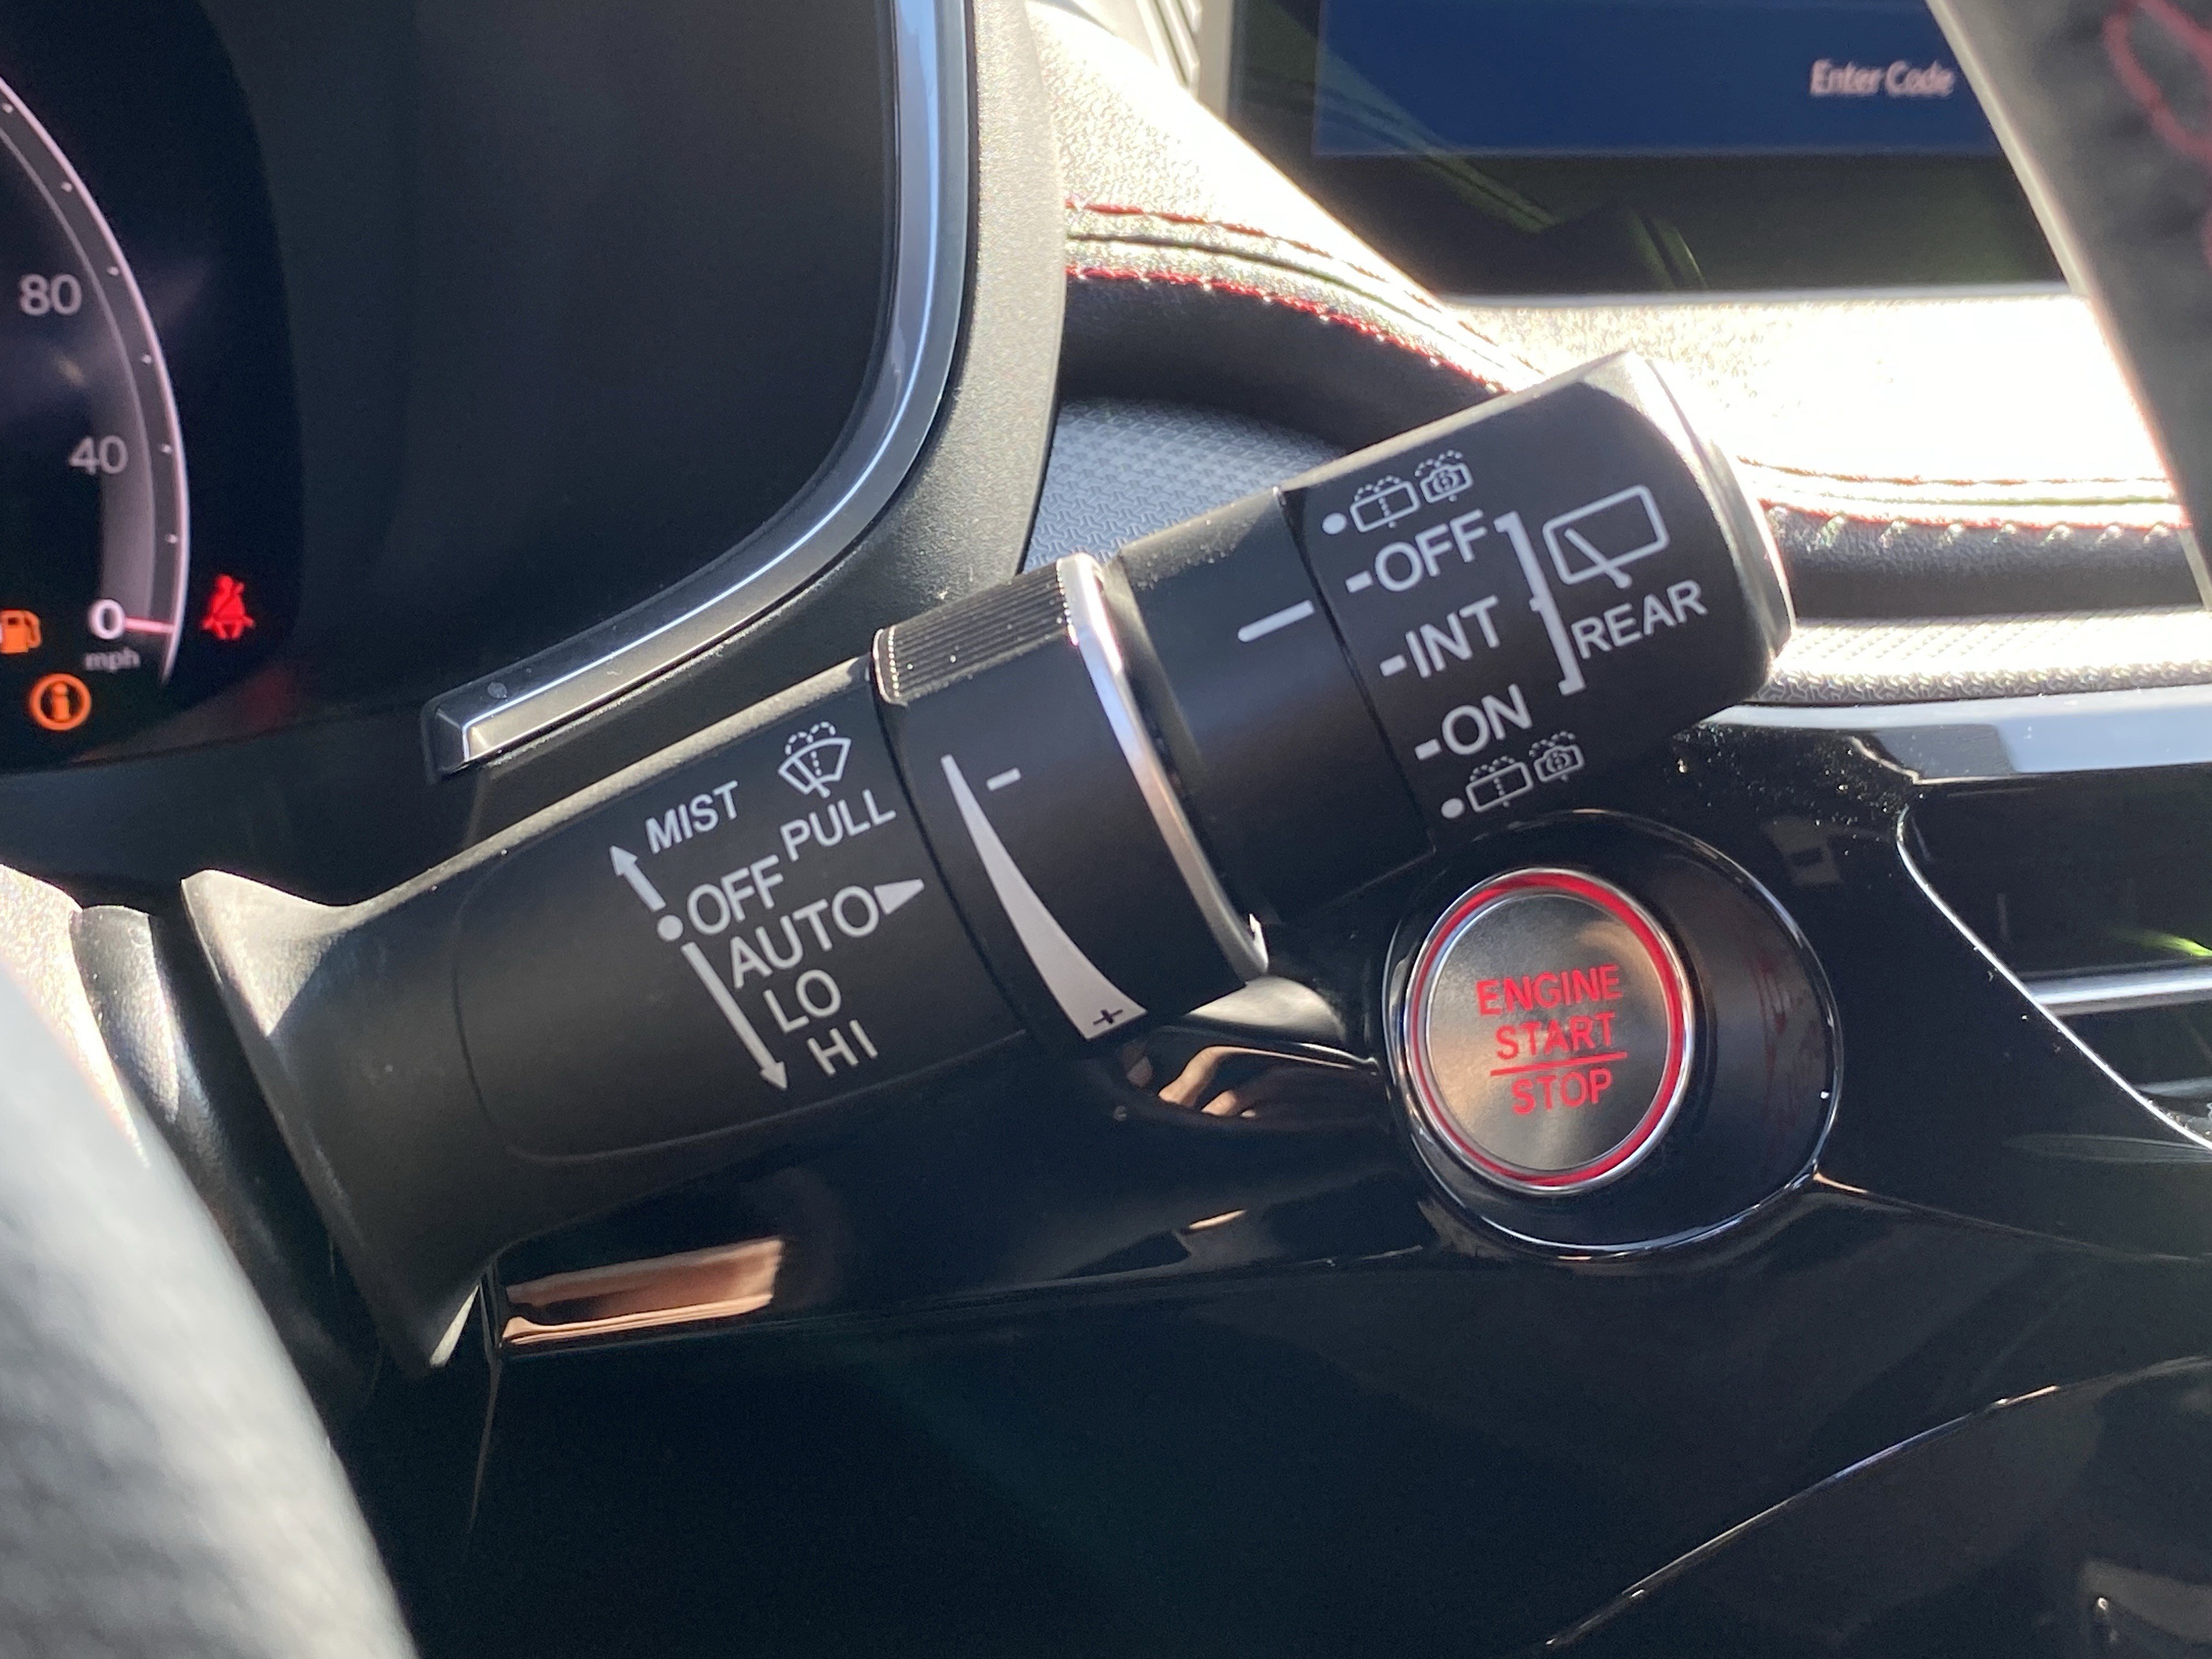 Enter Code
80
40
0
mph
OFF
INT
ON
REAR
MIST
PULL
OFF
AUTO
LO
HI
-
+
ENGINE
START
STOP